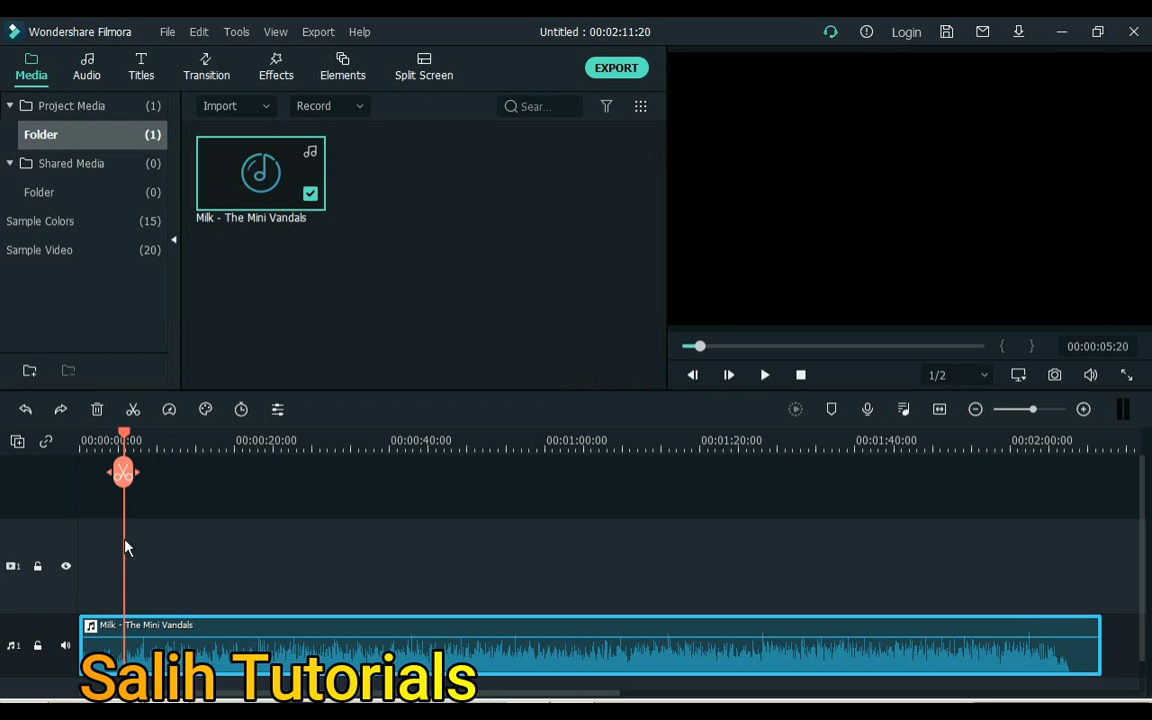 Wondershare Filmora File Edit Tools View Export Help Untitled : 00:02:11:20 Login
Media Audio Titles Transition Effects Elements Split Screen EXPORT
Project Media (1) Import Record Sear...
Folder (1)
Shared Media (0)
Folder (0)
Milk - The Mini Vandals
Sample Colors (15)
Sample Video (20)
00:00:05:20
1/2
00:00:00:00 00:00:20:00 00:00:40:00 00:01:00:00 00:01:20:00 00:01:40:00 00:02:00:00
1
Milk - The Mini Vandals
1
Salih Tutorials